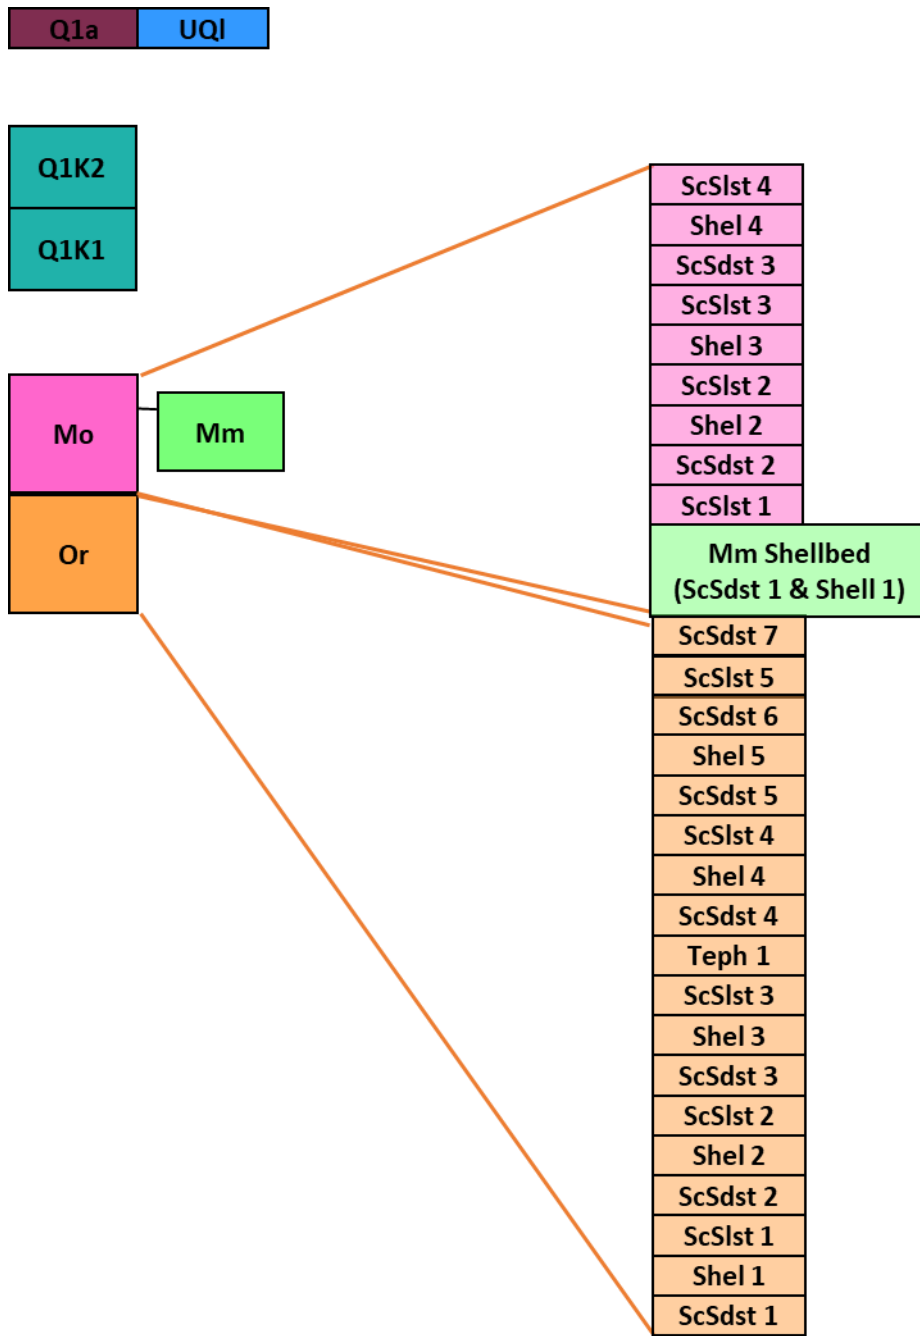 Q1a UQl
Q1K2
Q1K1
Mo
Mm
Or
ScSlst 4
Shel 4
ScSdst 3
ScSlst 3
Shel 3
ScSlst 2
Shel 2
ScSdst 2
ScSlst 1
Mm Shellbed
(ScSdst 1 & Shell 1)
ScSdst 7
ScSlst 5
ScSdst 6
Shel 5
ScSdst 5
ScSlst 4
Shel 4
ScSdst 4
Teph 1
ScSlst 3
Shel 3
ScSdst 3
ScSlst 2
Shel 2
ScSdst 2
ScSlst 1
Shel 1
ScSdst 1